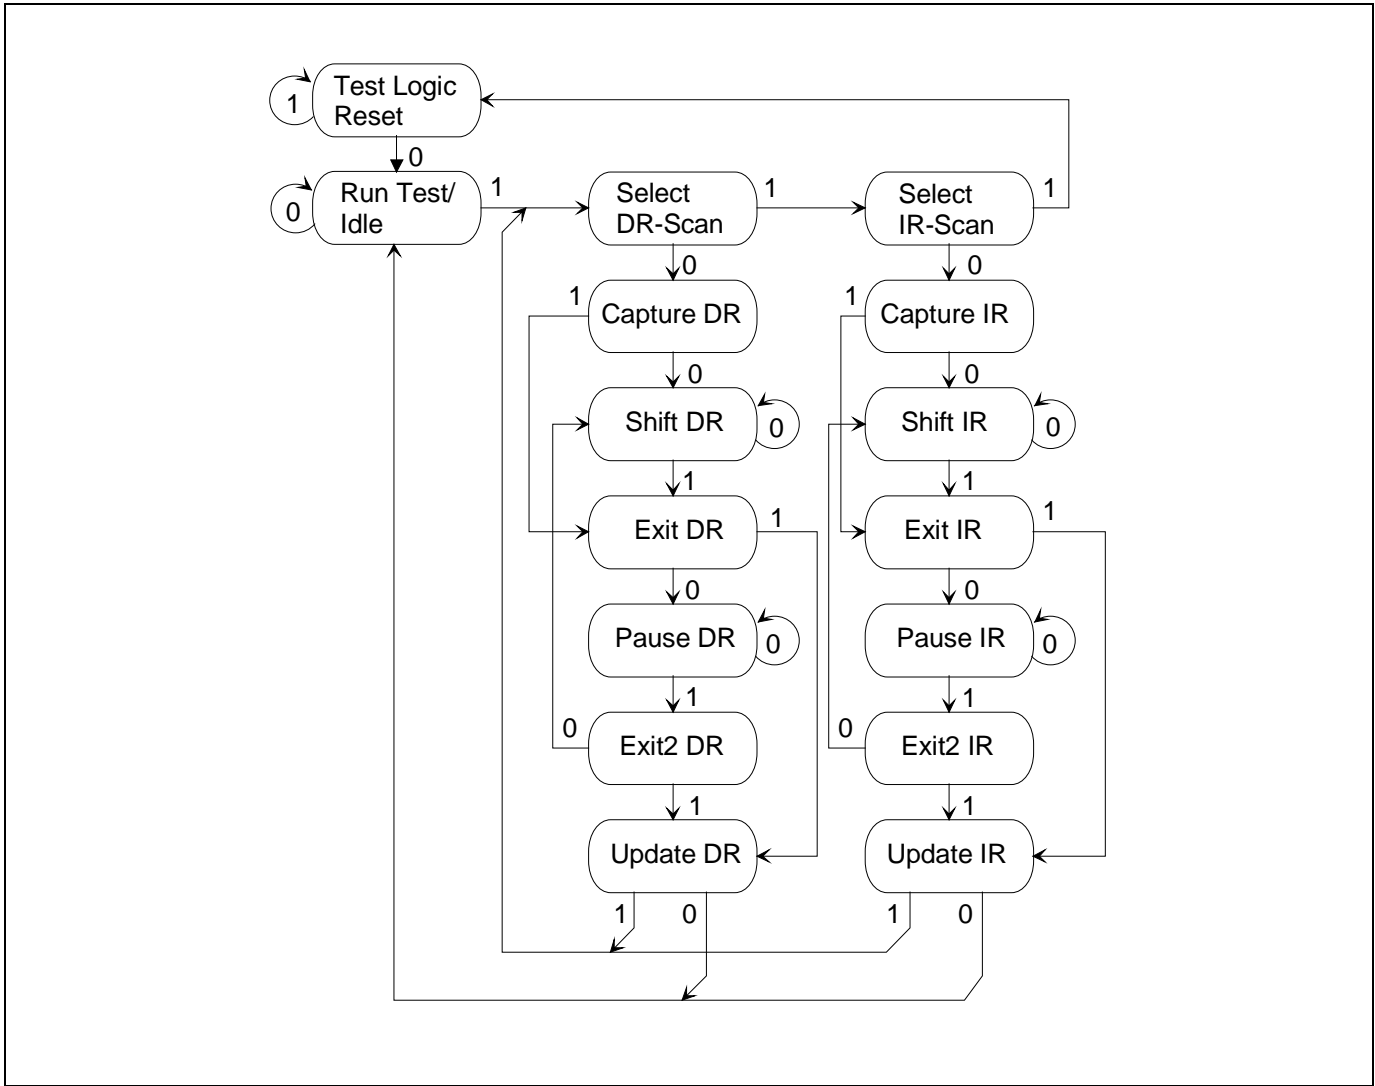 Test Logic
Reset
1
0
Run Test/
Idle
0
1
Select
DR-Scan
1
Select
IR-Scan
1
0
0
1
Capture DR
1
Capture IR
0
0
Shift DR
0
Shift IR
0
1
1
Exit DR
1
Exit IR
1
0
0
Pause DR
0
Pause IR
0
1
1
0
Exit2 DR
0
Exit2 IR
1
1
Update DR
Update IR
1
0
1
0